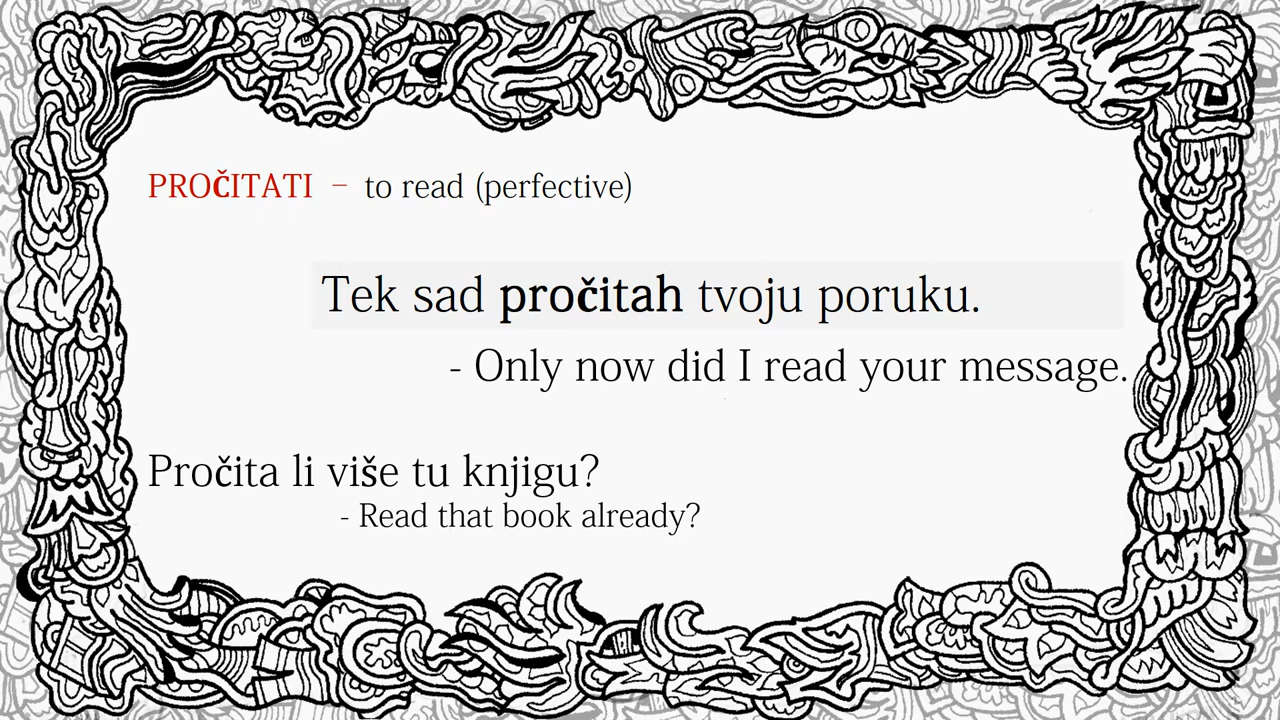 PROČITATI – to read (perfective)
Tek sad pročitah tvoju poruku.
- Only now did I read your message.
Pročita li više tu knjigu?
- Read that book already?